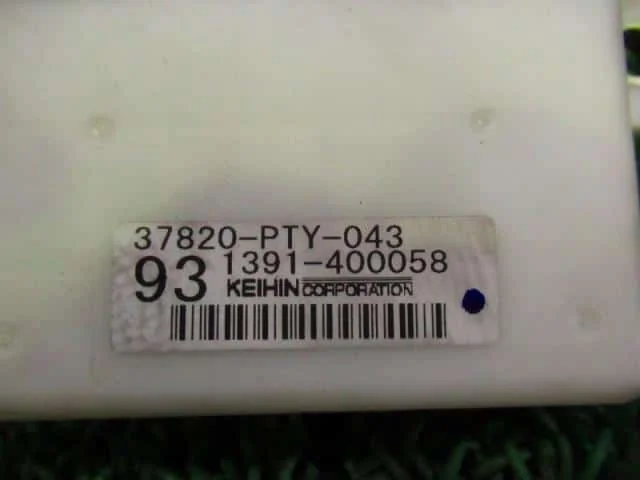 37820-PTY-043
93 1391-400058
KEIHIN CORPORATION